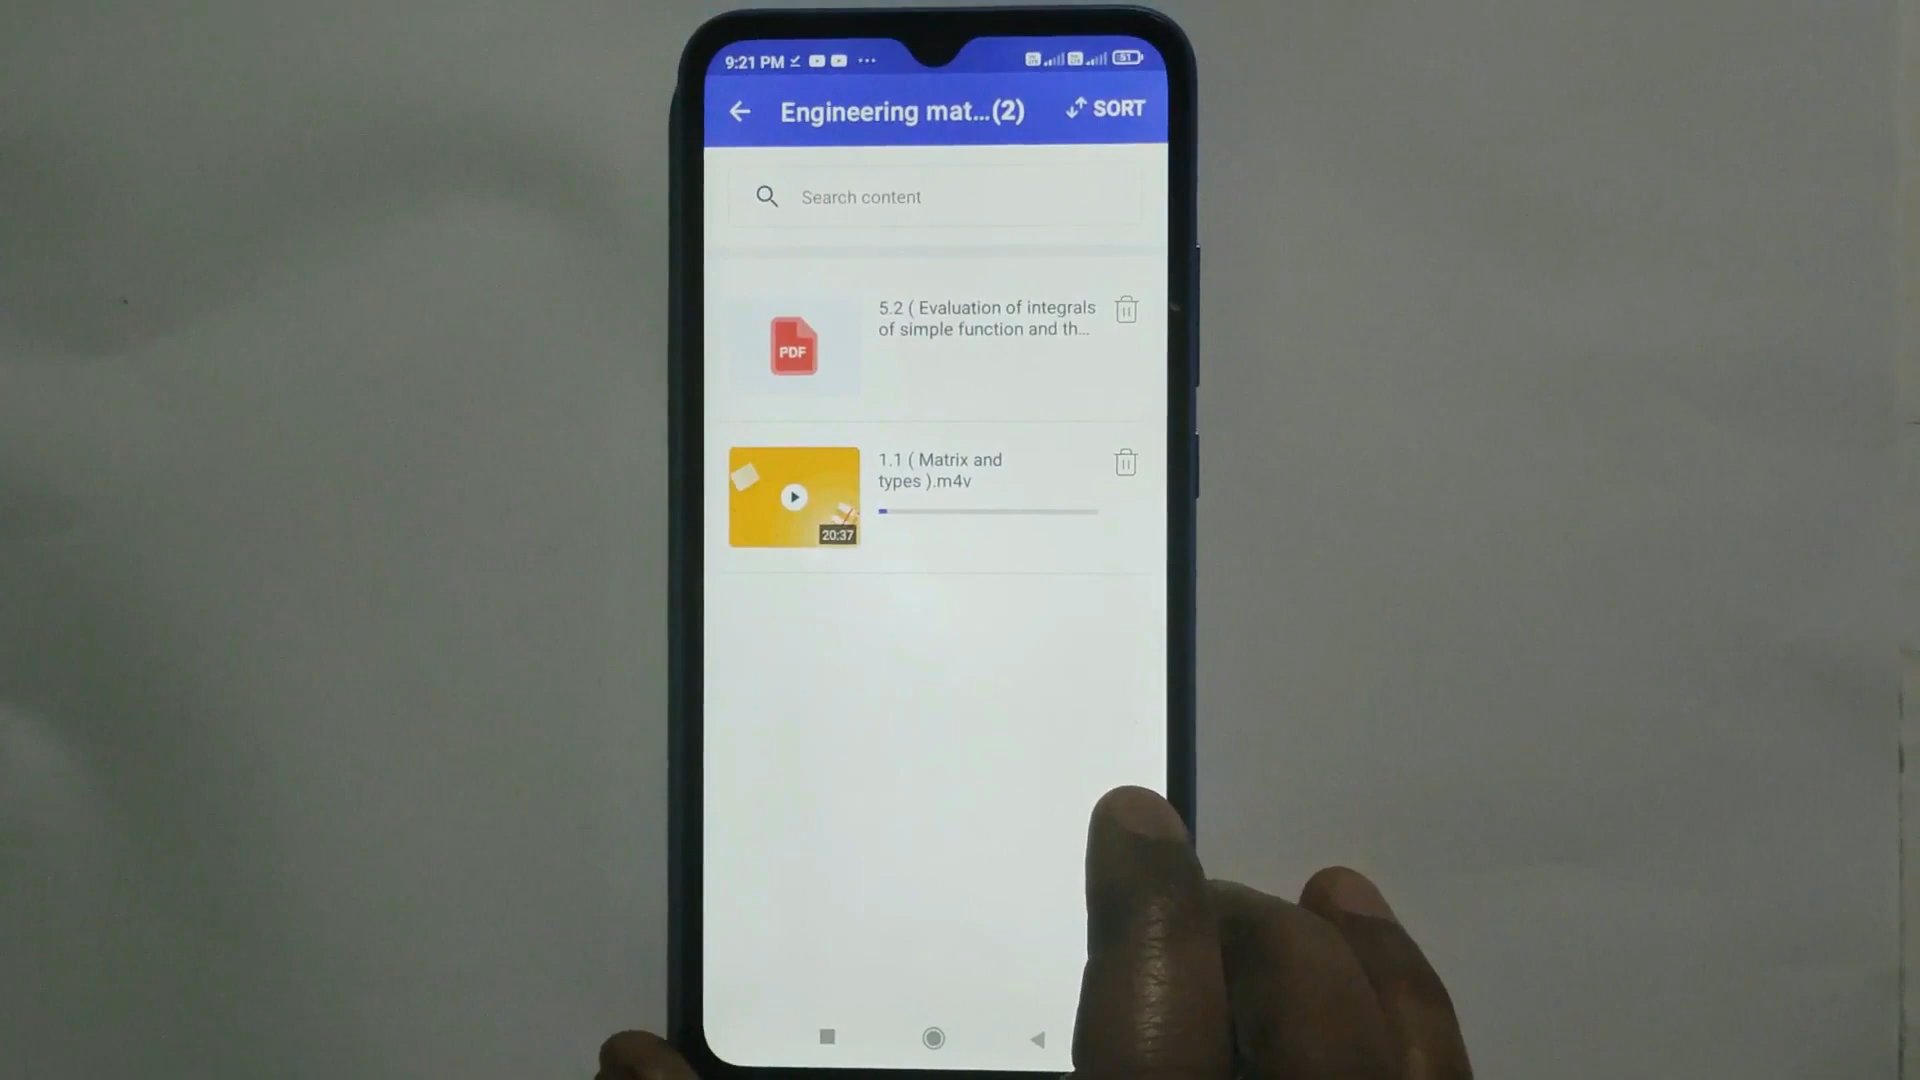 9:21 PM
51
Engineering mat...(2)
SORT
Search content
PDF
5.2 ( Evaluation of integrals
of simple function and th...
1.1 ( Matrix and
types ).m4v
20:37